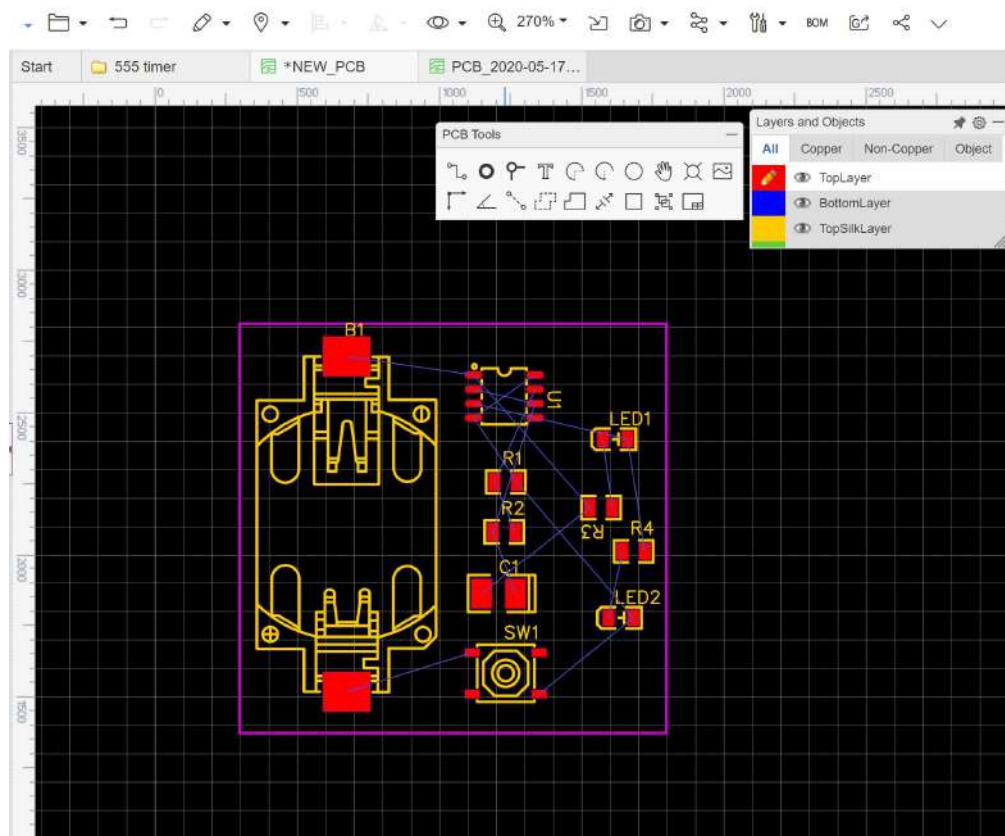 270%
BOM
Start
555 timer
*NEW_PCB
PCB_2020-05-17...
0
500
1000
1500
2000
2500
3500
3000
2500
2000
1500
PCB Tools
Layers and Objects
All
Copper
Non-Copper
Object
TopLayer
BottomLayer
TopSilkLayer
B1
U1
LED1
R1
R2
R3
R4
C1
LED2
SW1